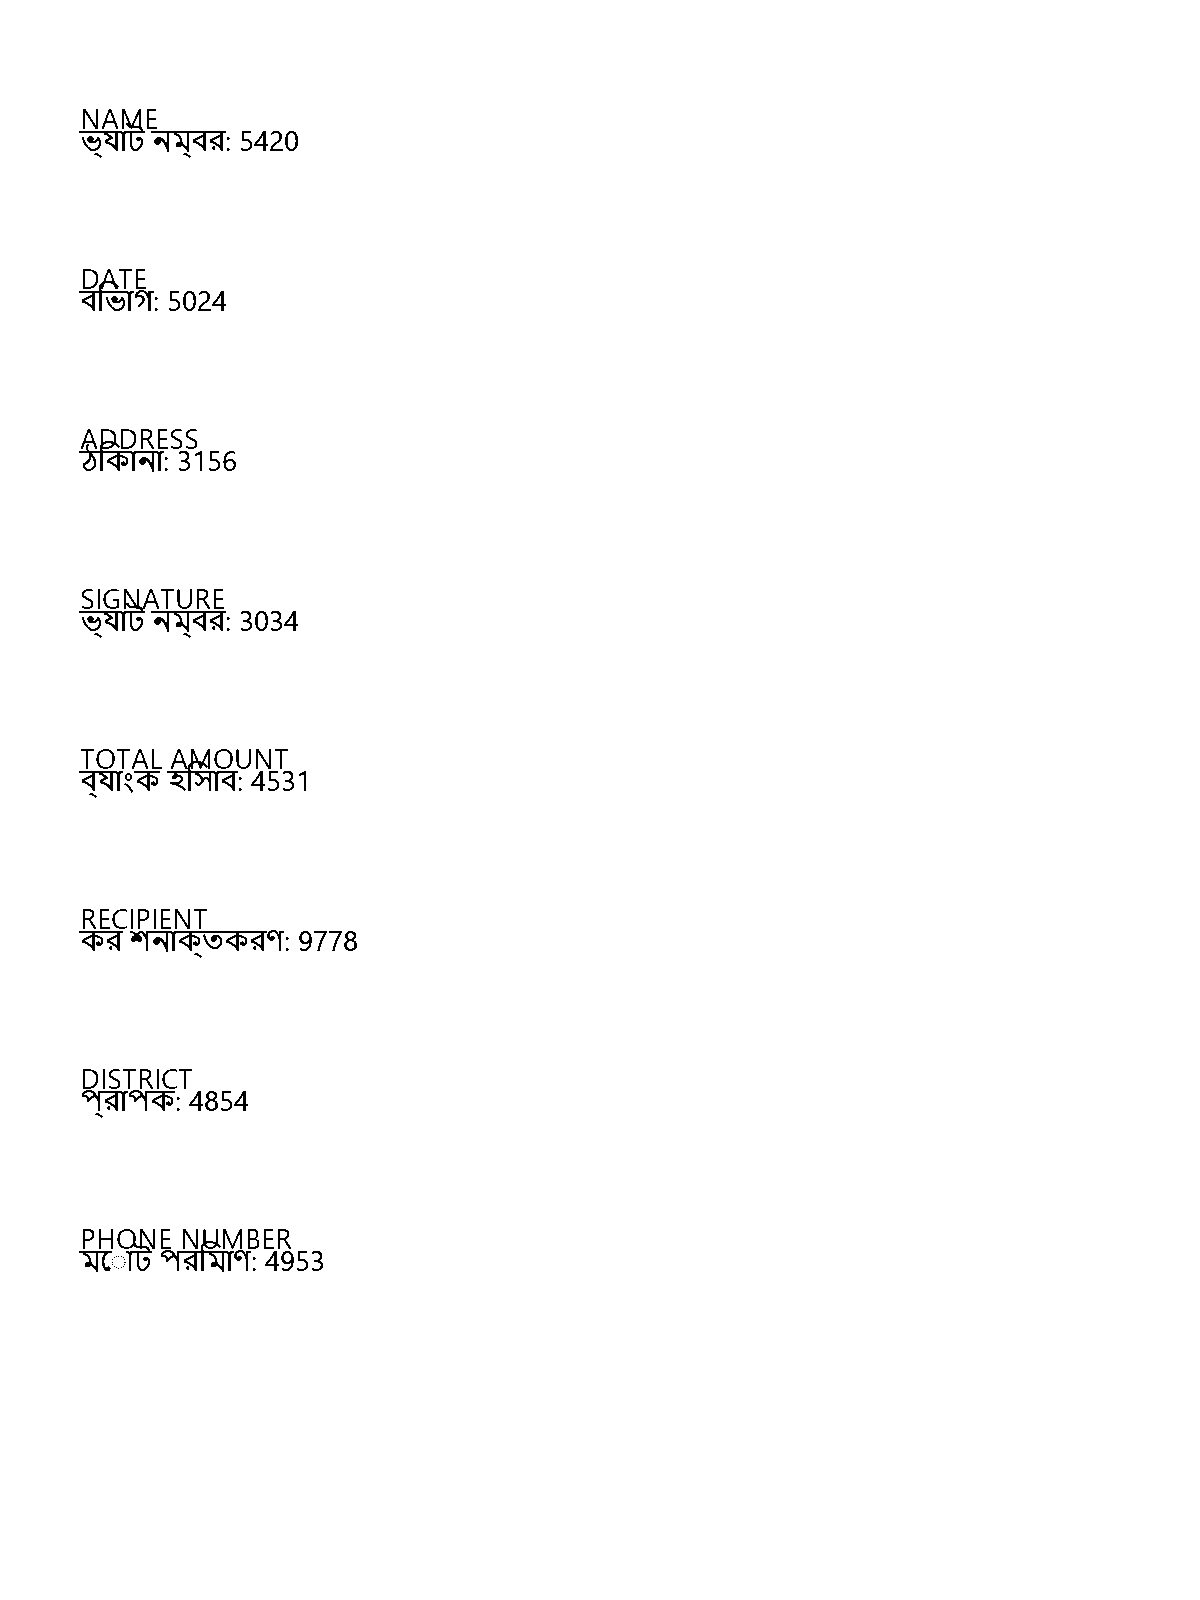 NAME
ভ্যাট নম্বর: 5420
DATE
বিভাগ: 5024
ADDRESS
ঠিকানা: 3156
SIGNATURE
ভ্যাট নম্বর: 3034
TOTAL AMOUNT
ব্যাংক হিসাব: 4531
RECIPIENT
কর শনাক্তকরণ: 9778
DISTRICT
প্রাপক: 4854
PHONE NUMBER
মোট পরিমাণ: 4953